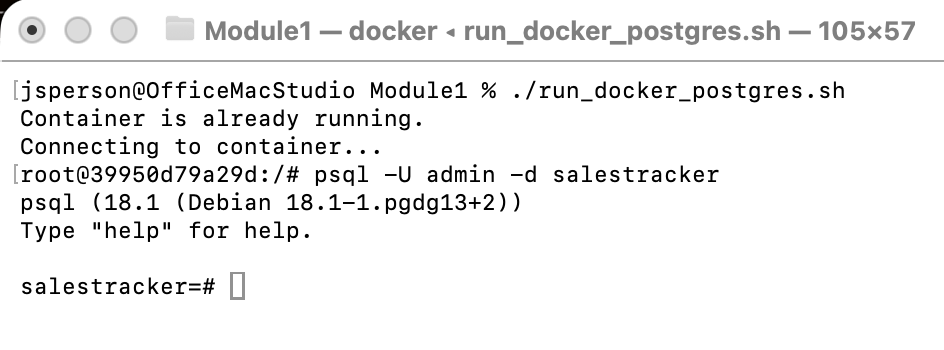 Module1 — docker ◂ run_docker_postgres.sh — 105×57
[jsperson@OfficeMacStudio Module1 % ./run_docker_postgres.sh
Container is already running.
Connecting to container...
[root@39950d79a29d:/# psql -U admin -d salestracker
psql (18.1 (Debian 18.1-1.pgdg13+2))
Type "help" for help.
salestracker=#